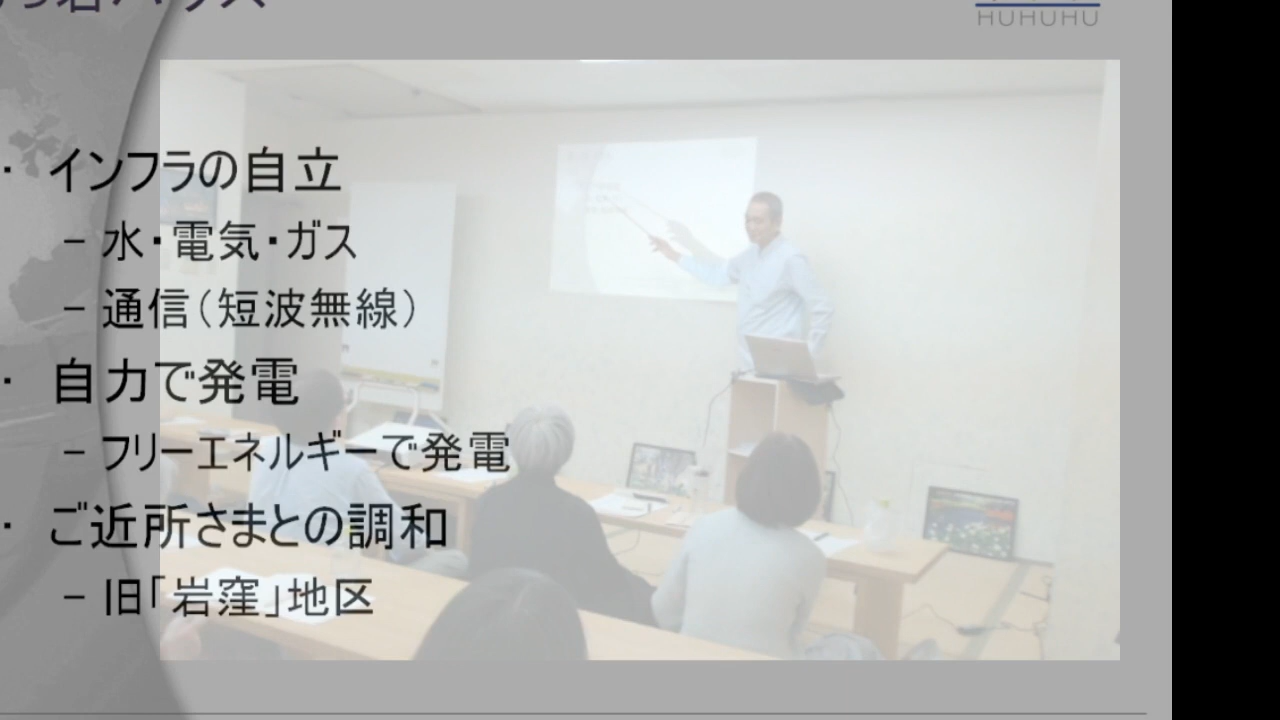 HUHUHU
・ インフラの自立
– 水・電気・ガス
– 通信(短波無線)
・ 自力で発電
– フリーエネルギーで発電
・ ご近所さまとの調和
– 旧「岩窪」地区